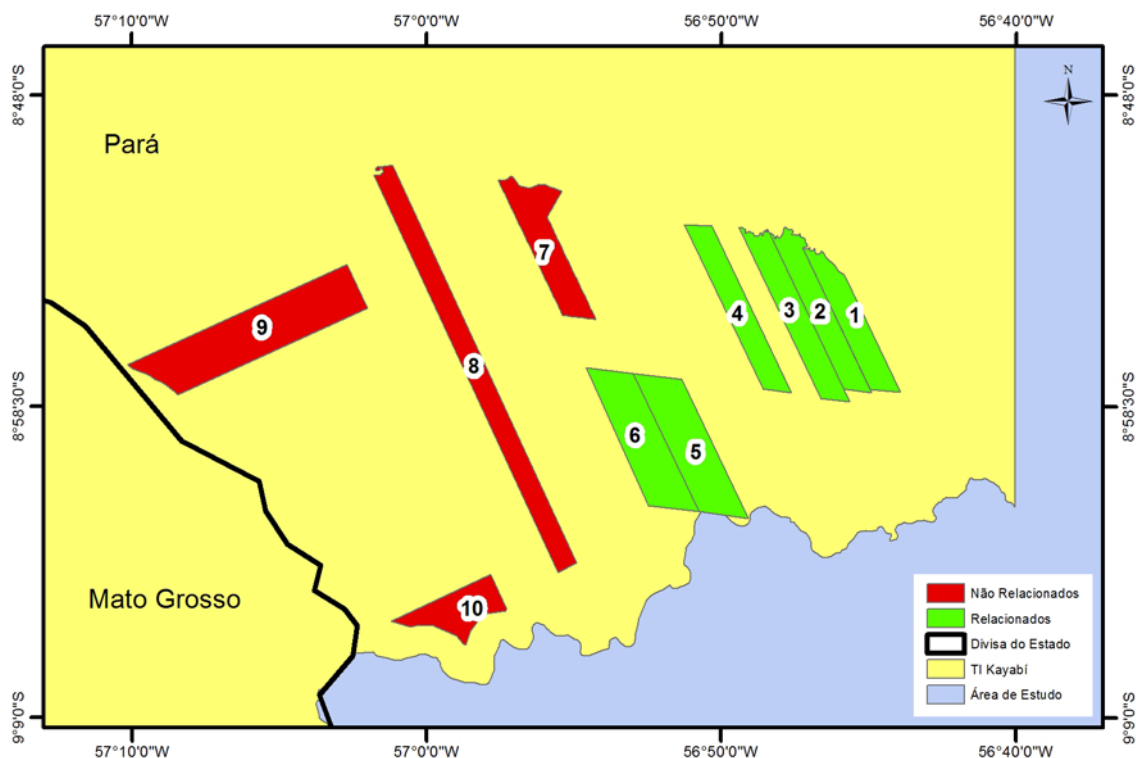 57°10'0"W 57°0'0"W 56°50'0"W 56°40'0"W
8°48'0"S 8°48'0"S
N
Pará
7
9
4
3
2
1
8
8°58'30"S 8°58'30"S
6
5
Mato Grosso
10
Não Relacionados
Relacionados
Divisa do Estado
TI Kayabí
Área de Estudo
9°9'0"S 9°9'0"S
57°10'0"W 57°0'0"W 56°50'0"W 56°40'0"W